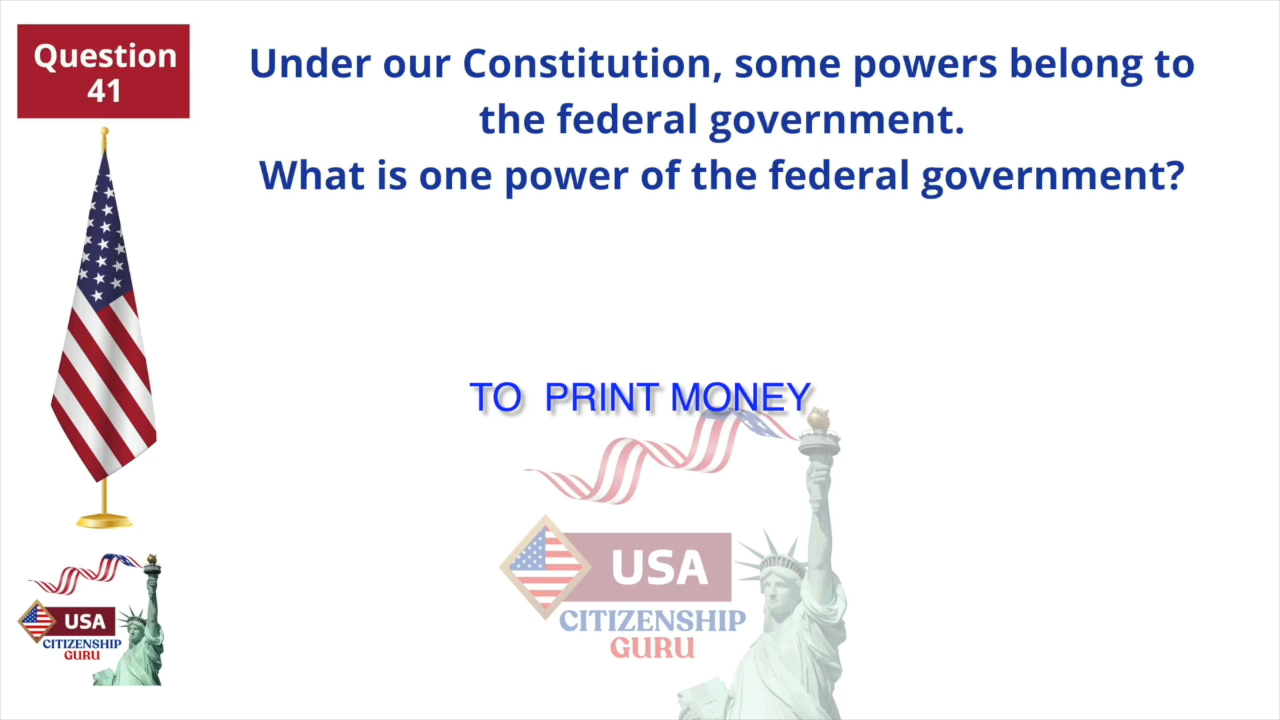 Question
41
Under our Constitution, some powers belong to
the federal government.
What is one power of the federal government?
TO PRINT MONEY
USA
CITIZENSHIP
GURU
USA
CITIZENSHIP
GURU